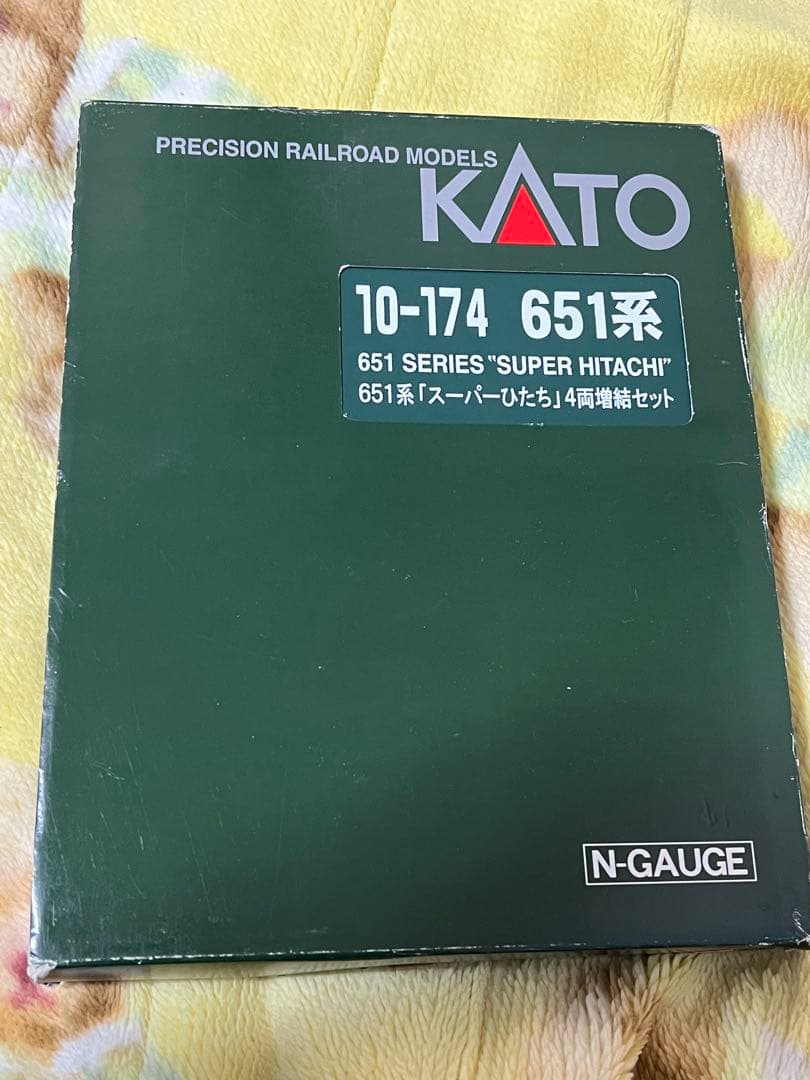 PRECISION RAILROAD MODELS
KATO
10-174 651系
651 SERIES "SUPER HITACHI"
651系「スーパーひたち」4両増結セット
N-GAUGE